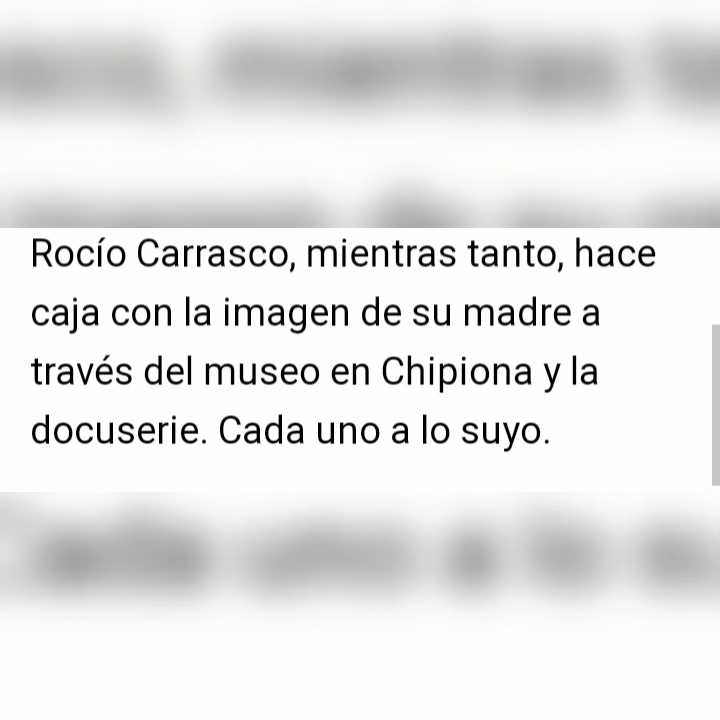 Rocío Carrasco, mientras tanto, hace
caja con la imagen de su madre a
través del museo en Chipiona y la
docuserie. Cada uno a lo suyo.